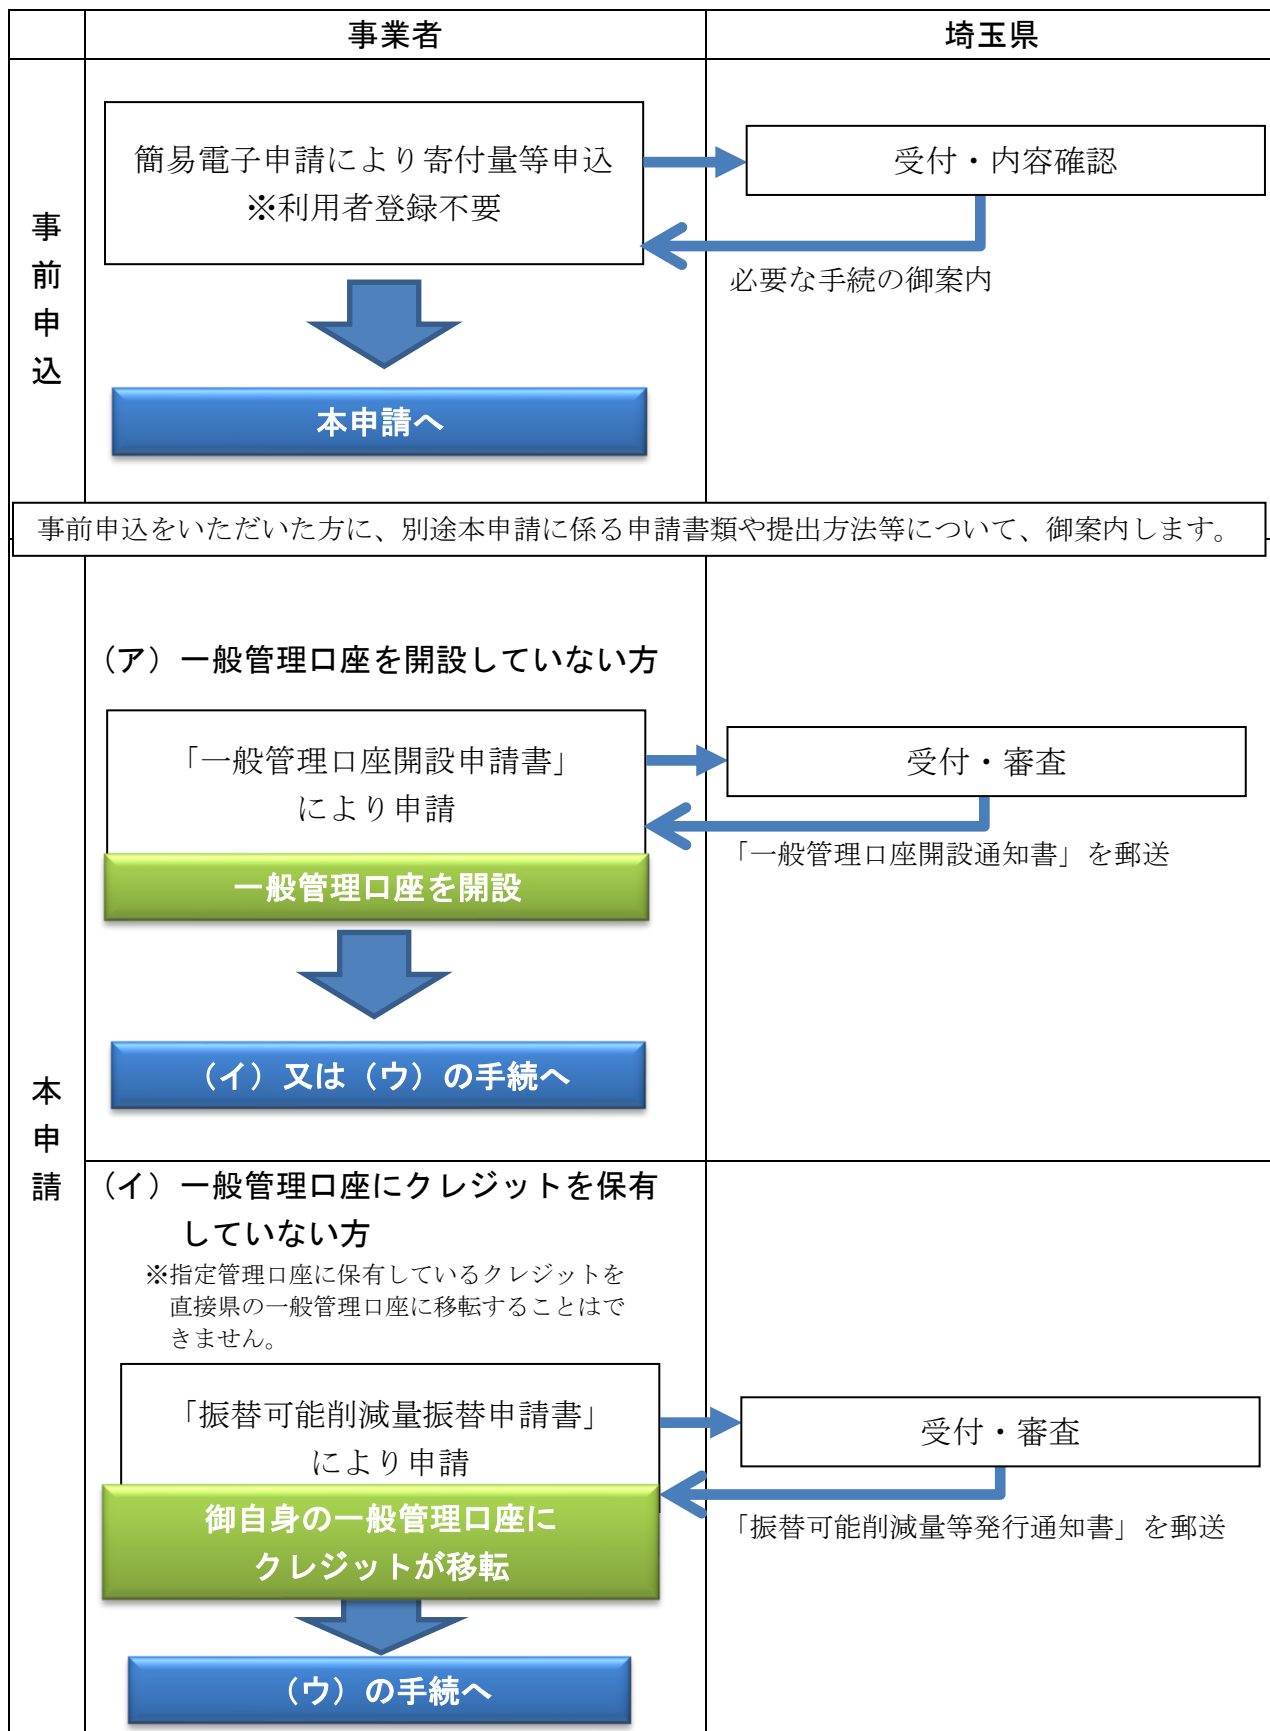 事業者
埼玉県
事前申込
簡易電子申請により寄付量等申込
※利用者登録不要
受付・内容確認
必要な手続の御案内
本申請へ
事前申込をいただいた方に、別途本申請に係る申請書類や提出方法等について、御案内します。
本申請
（ア）一般管理口座を開設していない方
「一般管理口座開設申請書」
により申請
受付・審査
「一般管理口座開設通知書」を郵送
一般管理口座を開設
（イ）又は（ウ）の手続へ
（イ）一般管理口座にクレジットを保有
していない方
※指定管理口座に保有しているクレジットを
直接県の一般管理口座に移転することはで
きません。
「振替可能削減量振替申請書」
により申請
受付・審査
「振替可能削減量等発行通知書」を郵送
御自身の一般管理口座に
クレジットが移転
（ウ）の手続へ